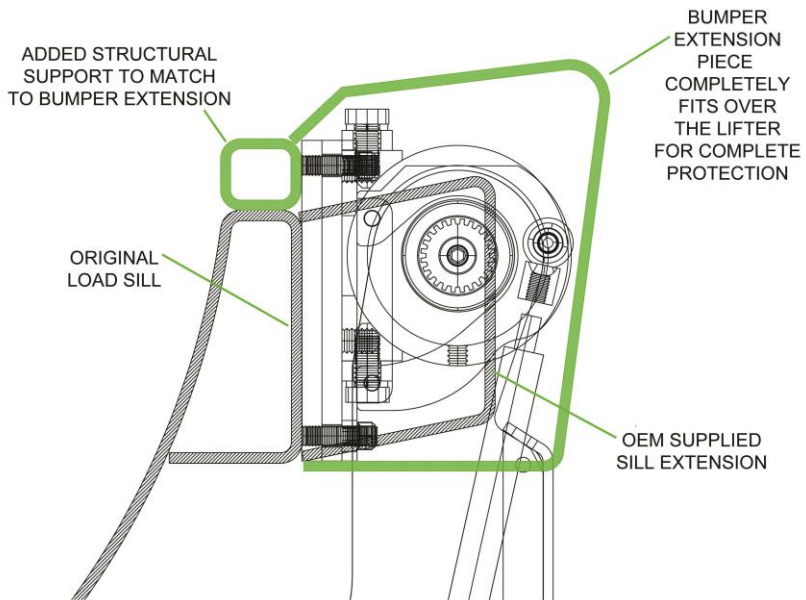 ADDED STRUCTURAL
SUPPORT TO MATCH
TO BUMPER EXTENSION
BUMPER
EXTENSION
PIECE
COMPLETELY
FITS OVER
THE LIFTER
FOR COMPLETE
PROTECTION
ORIGINAL
LOAD SILL
OEM SUPPLIED
SILL EXTENSION